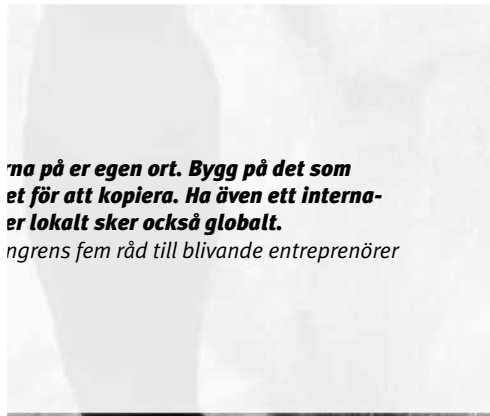 rna på er egen ort. Bygg på det som
et för att kopiera. Ha även ett interna-
er lokalt sker också globalt.
ngrens fem råd till blivande entreprenörer